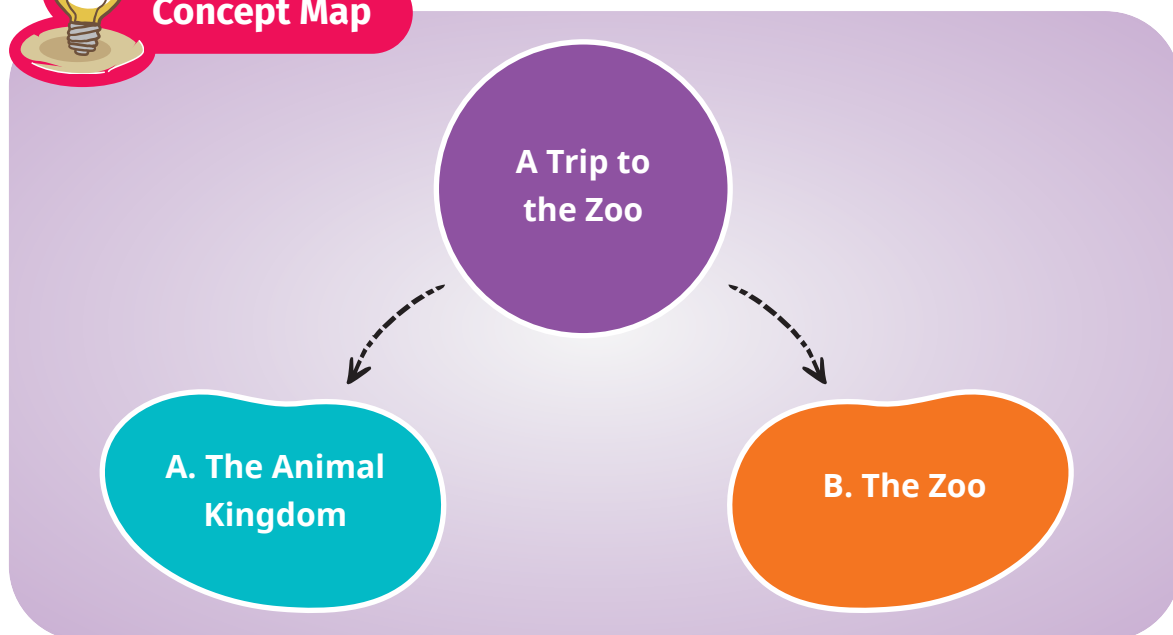 Concept Map
A Trip to
the Zoo
A. The Animal
Kingdom
B. The Zoo